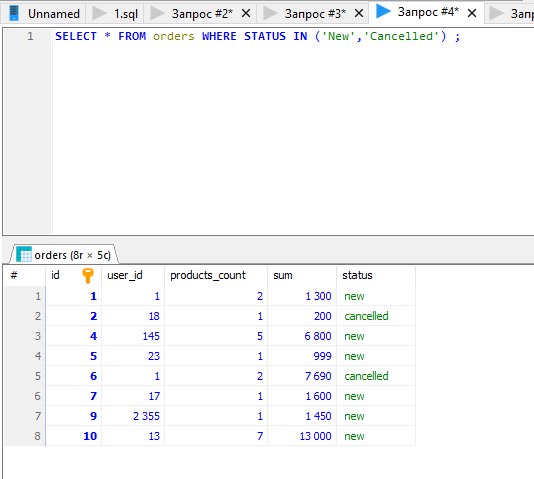 Unnamed 1.sql Запрос #2* Запрос #3* Запрос #4*
1 SELECT * FROM orders WHERE STATUS IN ('New','Cancelled') ;
orders (8r × 5c)
# id user_id products_count sum status
1 1 1 2 1 300 new
2 2 18 1 200 cancelled
3 4 145 5 6 800 new
4 5 23 1 999 new
5 6 1 2 7 690 cancelled
6 7 17 1 1 600 new
7 9 2 355 1 1 450 new
8 10 13 7 13 000 new